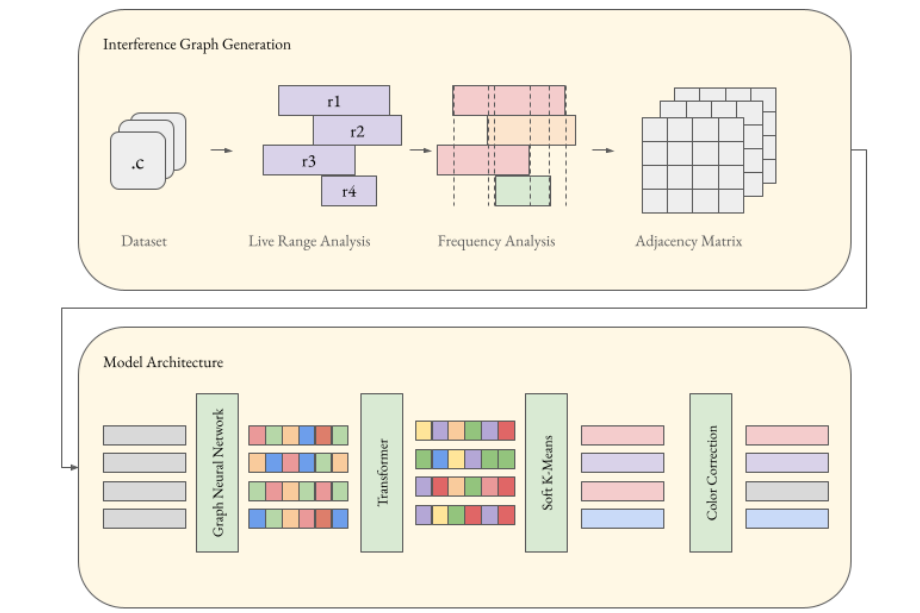 Interference Graph Generation
.c
r1
r2
r3
r4
Dataset
Live Range Analysis
Frequency Analysis
Adjacency Matrix
Model Architecture
Graph Neural Network
Transformer
Soft K-Means
Color Correction